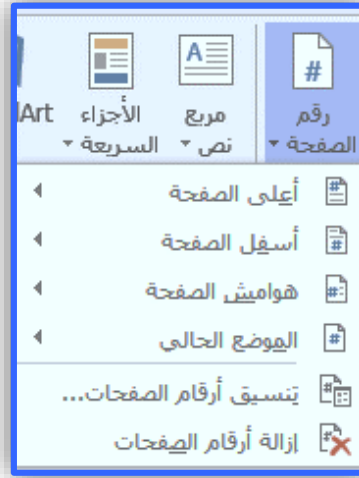 رقم الصفحة
مربع نص
الأجزاء السريعة
Art
أعلى الصفحة
أسفل الصفحة
هوامش الصفحة
الموضع الحالي
تنسيق أرقام الصفحات...
إزالة أرقام الصفحات